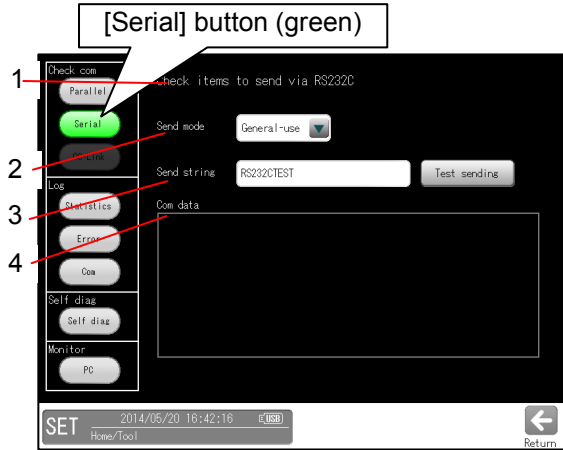 [Serial] button (green)
Check com
1
Check items to send via RS232C
Parallel
Serial
Send mode
General-use
CC-Link
2
Send string
RS232CTEST
Test sending
Log
Statistics
3
Com data
Error
4
Com
Self diag
Self diag
Monitor
PC
SET
2014/05/20 16:42:16
USB
Home/Tool
Return